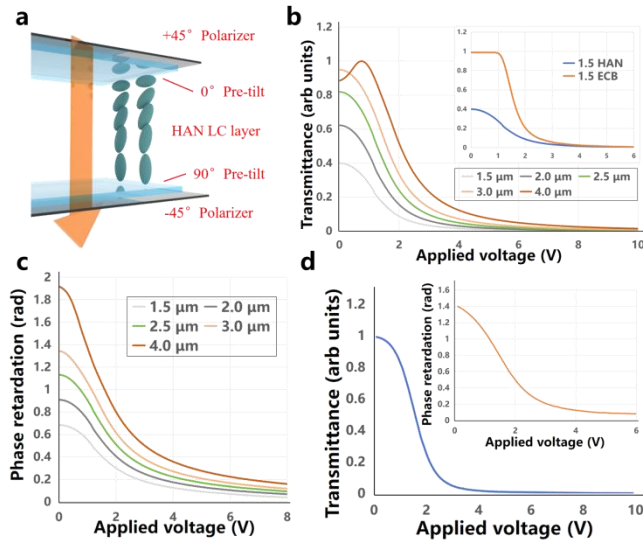 a
+45° Polarizer
0° Pre-tilt
HAN LC layer
90° Pre-tilt
-45° Polarizer
b
Transmittance (arb units)
1.2
1
0.8
0.6
0.4
0.2
0
0 2 4 6 8 10
Applied voltage (V)
1.2
1
0.8
0.6
0.4
0.2
0
0 2 4 6 8 10
1.5 HAN
1.5 ECB
1.5 μm 2.0 μm 2.5 μm
3.0 μm 4.0 μm
c
Phase retardation (rad)
2
1.8
1.6
1.4
1.2
1
0.8
0.6
0.4
0.2
0
0 2 4 6 8
Applied voltage (V)
1.5 μm 2.0 μm
2.5 μm 3.0 μm
4.0 μm
d
Transmittance (arb units)
1.2
1
0.8
0.6
0.4
0.2
0
0 2 4 6 8 10
Applied voltage (V)
Phase retardation (rad)
1.6
1.4
1.2
1
0.8
0.6
0.4
0.2
0
0 2 4 6
Applied voltage (V)